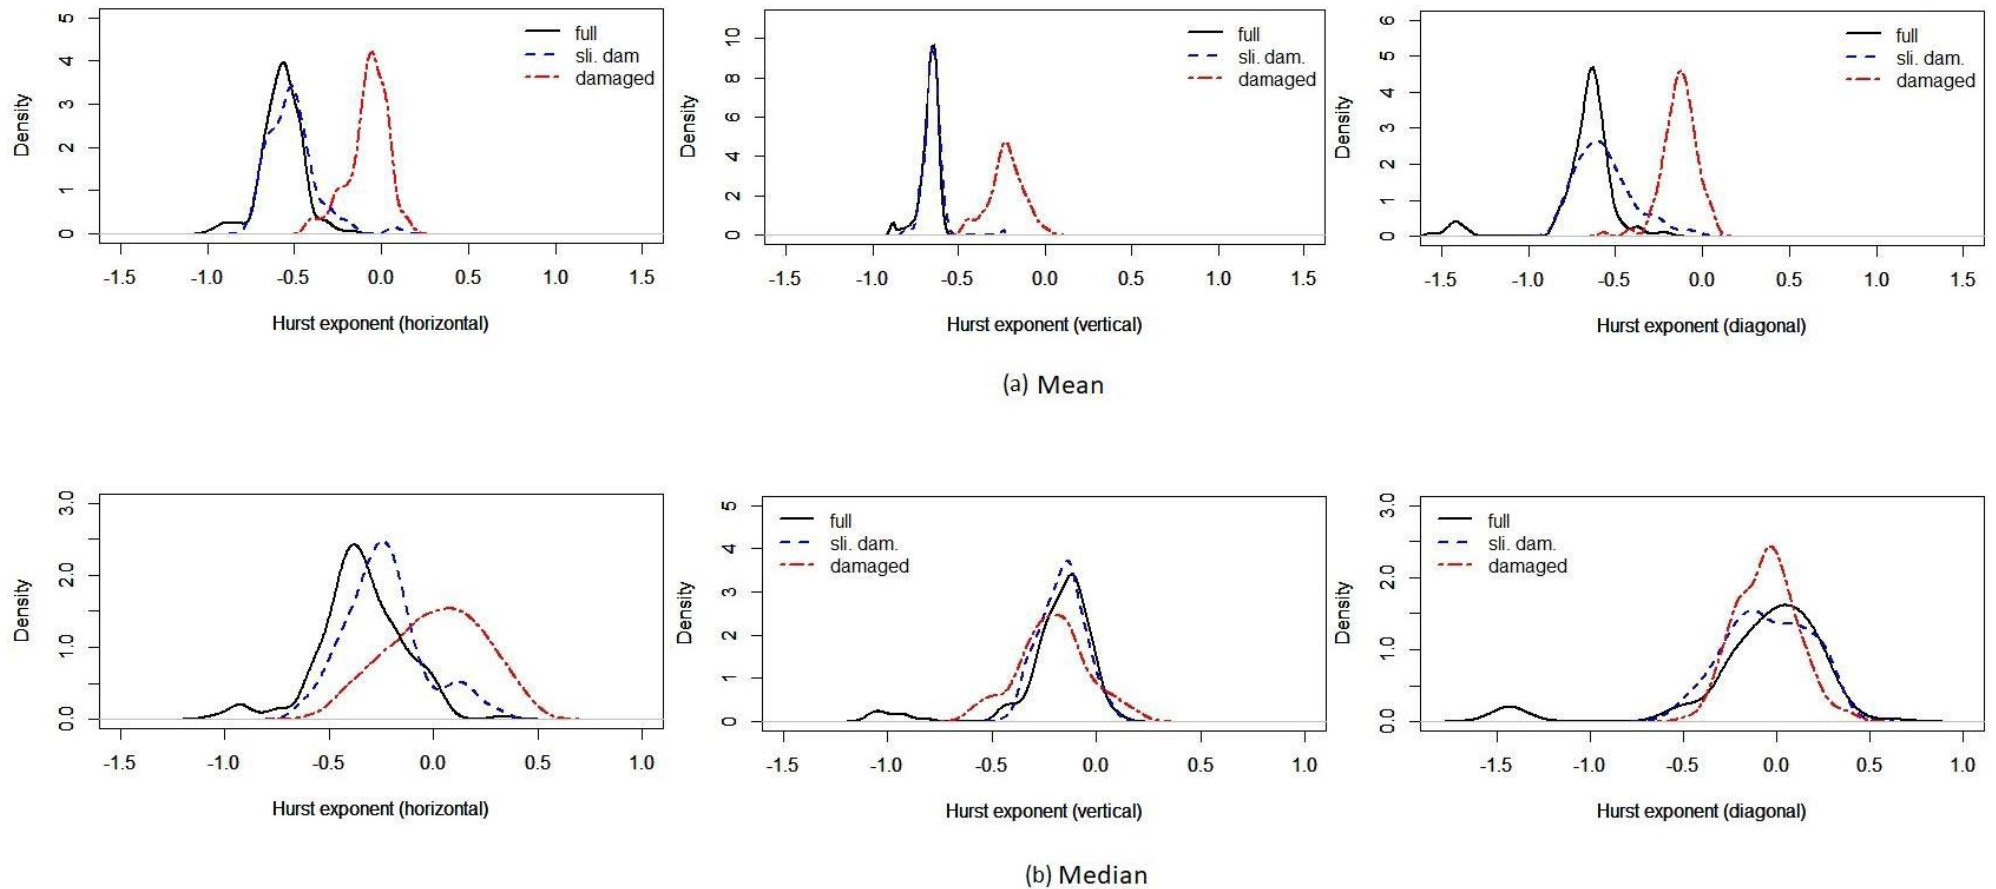 5
4
3
2
1
0
Density
full
sli. dam
damaged
-1.5 -1.0 -0.5 0.0 0.5 1.0 1.5
Hurst exponent (horizontal)
10
8
6
4
2
0
Density
full
sli. dam.
damaged
-1.5 -1.0 -0.5 0.0 0.5 1.0 1.5
Hurst exponent (vertical)
6
5
4
3
2
1
0
Density
full
sli. dam.
damaged
-1.5 -1.0 -0.5 0.0 0.5 1.0 1.5
Hurst exponent (diagonal)
(a) Mean
3.0
2.0
1.0
0.0
Density
-1.5 -1.0 -0.5 0.0 0.5 1.0
Hurst exponent (horizontal)
5
4
3
2
1
0
Density
full
sli. dam.
damaged
-1.5 -1.0 -0.5 0.0 0.5 1.0
Hurst exponent (vertical)
3.0
2.0
1.0
0.0
Density
full
sli. dam.
damaged
-1.5 -1.0 -0.5 0.0 0.5 1.0
Hurst exponent (diagonal)
(b) Median